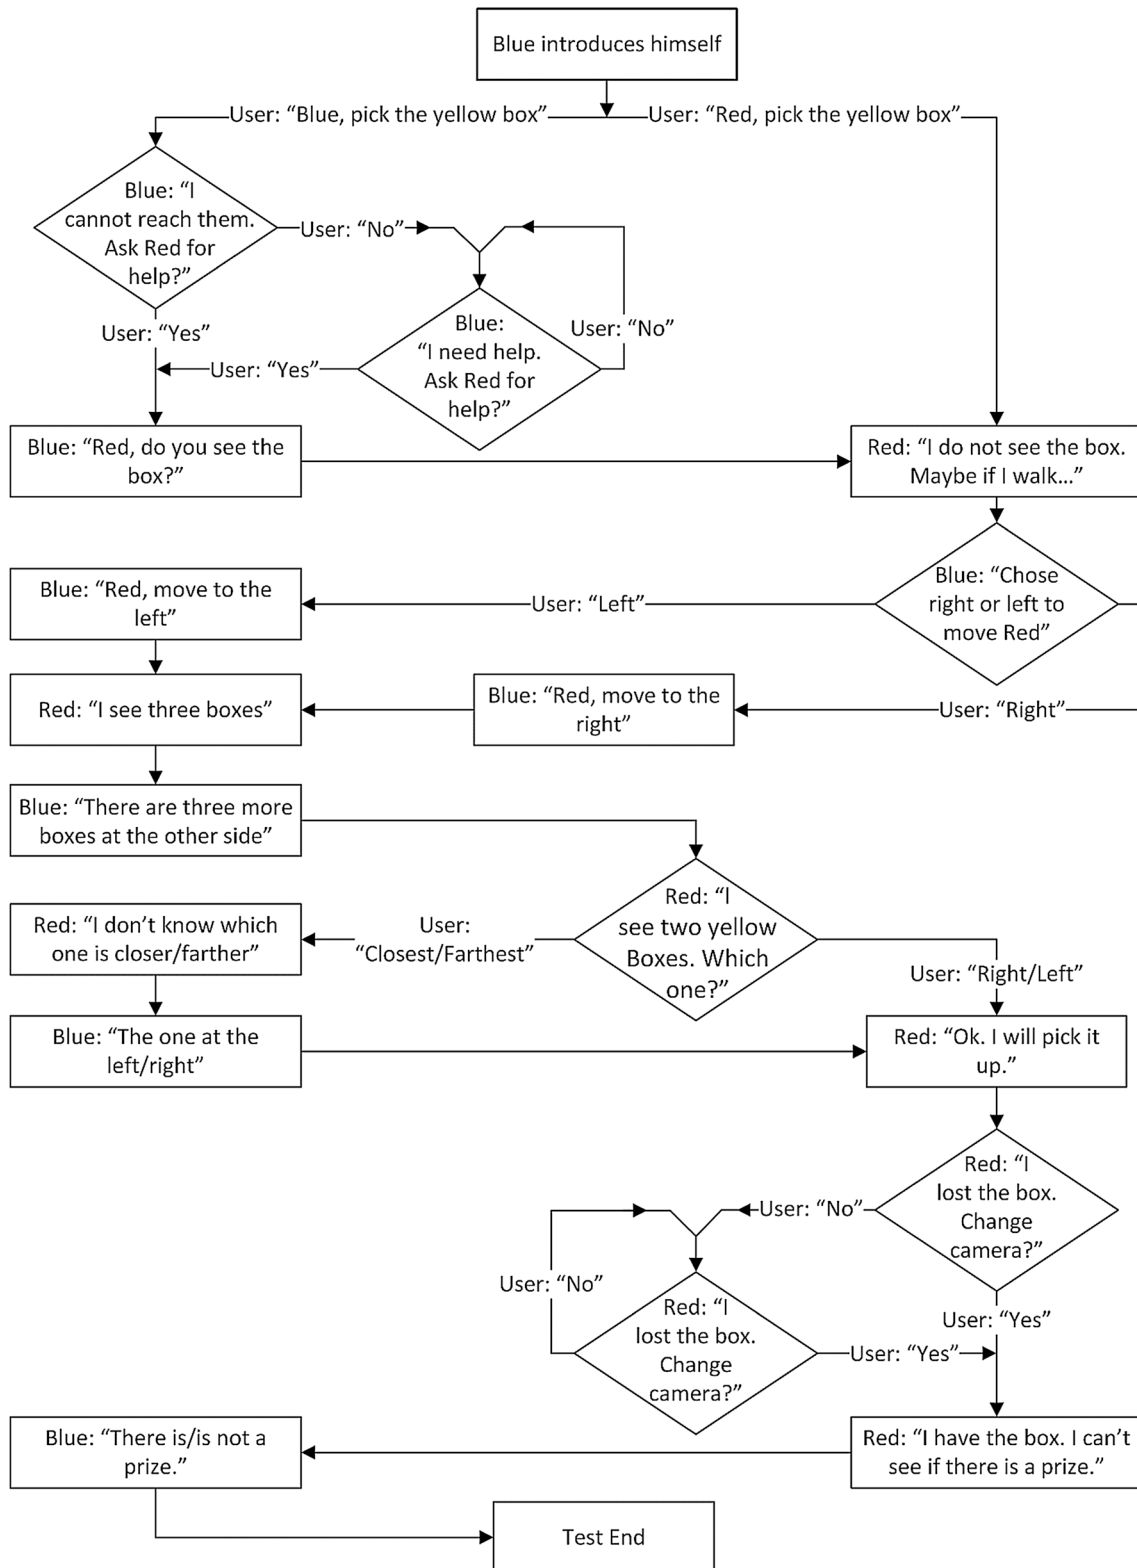 Blue introduces himself
User: “Blue, pick the yellow box”
User: “Red, pick the yellow box”
Blue: “I
cannot reach them.
Ask Red for
help?”
User: “No”
User: “Yes”
Blue:
“I need help.
Ask Red for
help?”
User: “No”
User: “Yes”
Blue: “Red, do you see the
box?”
Red: “I do not see the box.
Maybe if I walk...”
Blue: “Chose
right or left to
move Red”
User: “Left”
Blue: “Red, move to the
left”
User: “Right”
Blue: “Red, move to the
right”
Red: “I see three boxes”
Blue: “There are three more
boxes at the other side”
Red: “I
see two yellow
Boxes. Which
one?”
User:
“Closest/Farthest”
Red: “I don’t know which
one is closer/farther”
User: “Right/Left”
Blue: “The one at the
left/right”
Red: “Ok. I will pick it
up.”
Red: “I
lost the box.
Change
camera?”
User: “No”
User: “Yes”
Red: “I
lost the box.
Change
camera?”
User: “No”
User: “Yes”
Red: “I have the box. I can’t
see if there is a prize.”
Blue: “There is/is not a
prize.”
Test End